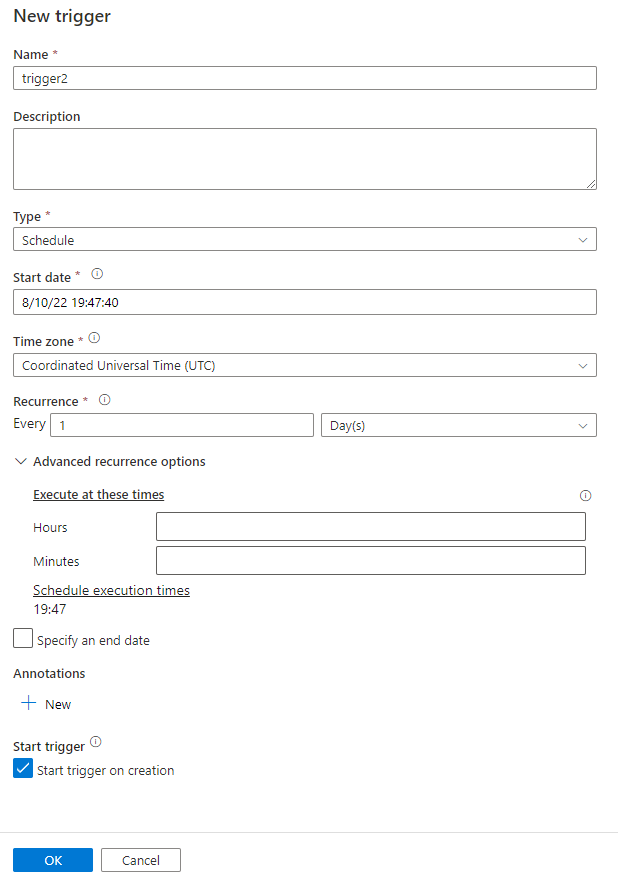 New trigger
Name *
trigger2
Description
Type *
Schedule
Start date *
8/10/22 19:47:40
Time zone *
Coordinated Universal Time (UTC)
Recurrence *
Every 1 Day(s)
Advanced recurrence options
Execute at these times
Hours
Minutes
Schedule execution times
19:47
Specify an end date
Annotations
New
Start trigger
Start trigger on creation
OK Cancel